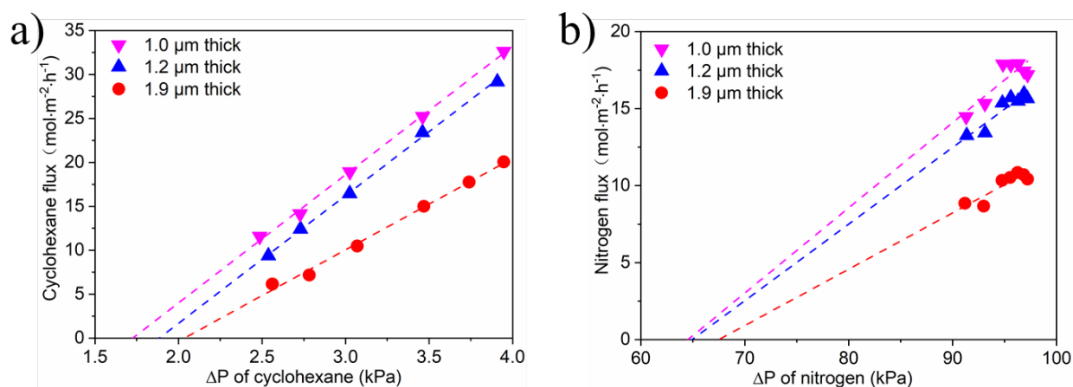 a)
Cyclohexane flux（mol·m⁻²·h⁻¹)
35
30
25
20
15
10
5
0
1.0 µm thick
1.2 µm thick
1.9 µm thick
1.5 2.0 2.5 3.0 3.5 4.0
ΔP of cyclohexane (kPa)
b)
Nitrogen flux（mol·m⁻²·h⁻¹)
20
15
10
5
0
1.0 µm thick
1.2 µm thick
1.9 µm thick
60 70 80 90 100
ΔP of nitrogen (kPa)